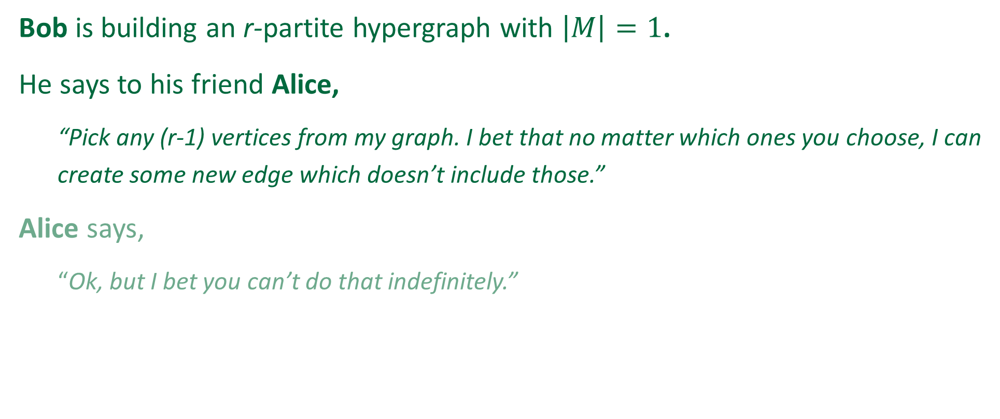 Bob is building an r-partite hypergraph with |M| = 1.
He says to his friend Alice,
“Pick any (r-1) vertices from my graph. I bet that no matter which ones you choose, I can
create some new edge which doesn’t include those.”
Alice says,
“Ok, but I bet you can’t do that indefinitely.”